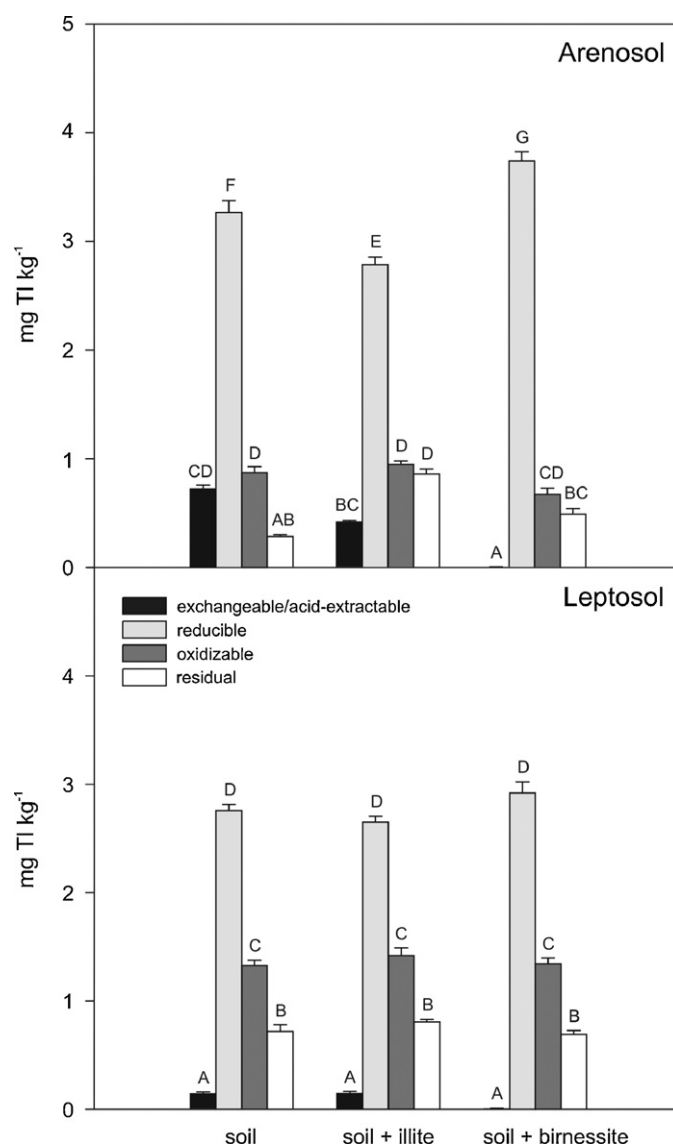 5
Arenosol
G
4
F
E
3
mg Tl kg-1
2
D D
D
1
CD
CD
BC
BC
AB
A
0
Leptosol
exchangeable/acid-extractable
reducible
oxidizable
residual
4
D
D
D
3
mg Tl kg-1
2
C
C
C
B
B
B
1
A
A
A
0
soil soil + illite soil + birnessite